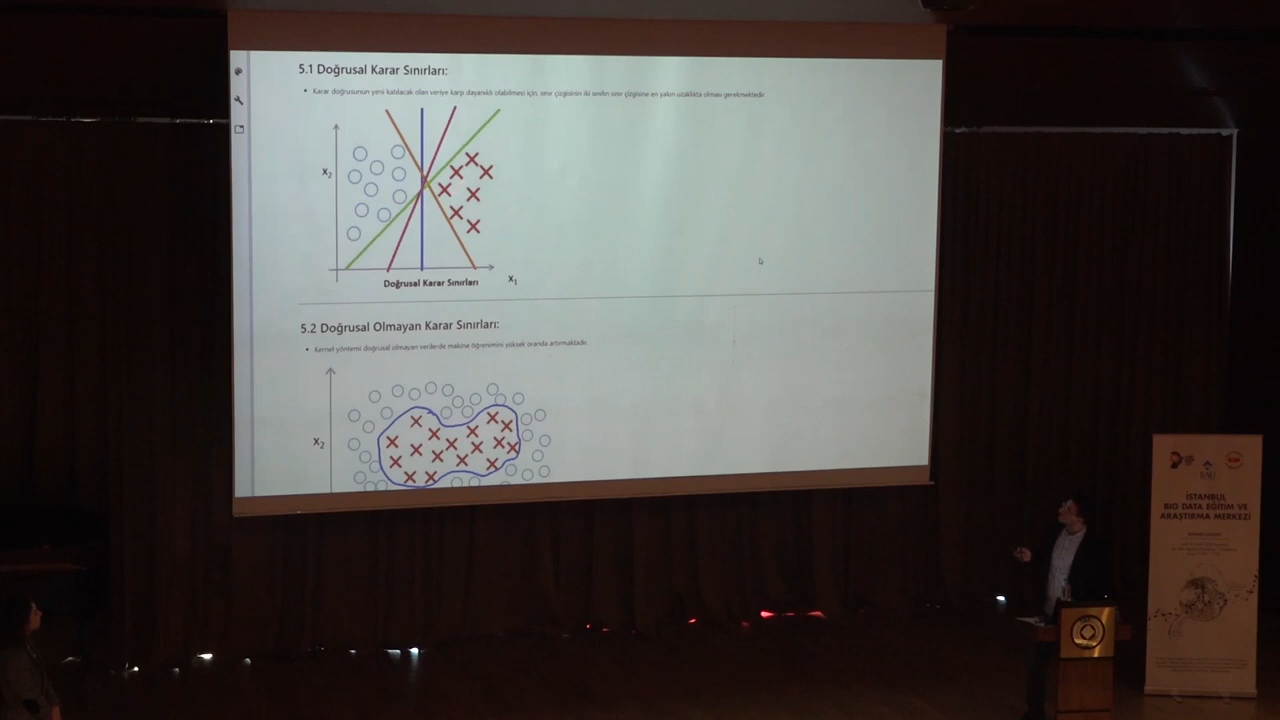 5.1 Doğrusal Karar Sınırları:
Karar doğrusunun yeni katılacak olan veriye karşı dayanıklı olabilmesi için, sınır çizgisinin iki sınıfın sınır çizgisine en yakın uzaklıkta olması gerekmektedir.
X2
X1
Doğrusal Karar Sınırları
5.2 Doğrusal Olmayan Karar Sınırları:
Kernel yöntemi doğrusal olmayan verilerde makine öğrenimini yüksek oranda artırmaktadır.
X2
BAU
İSTANBUL
BIG DATA EĞİTİM VE
ARAŞTIRMA MERKEZİ